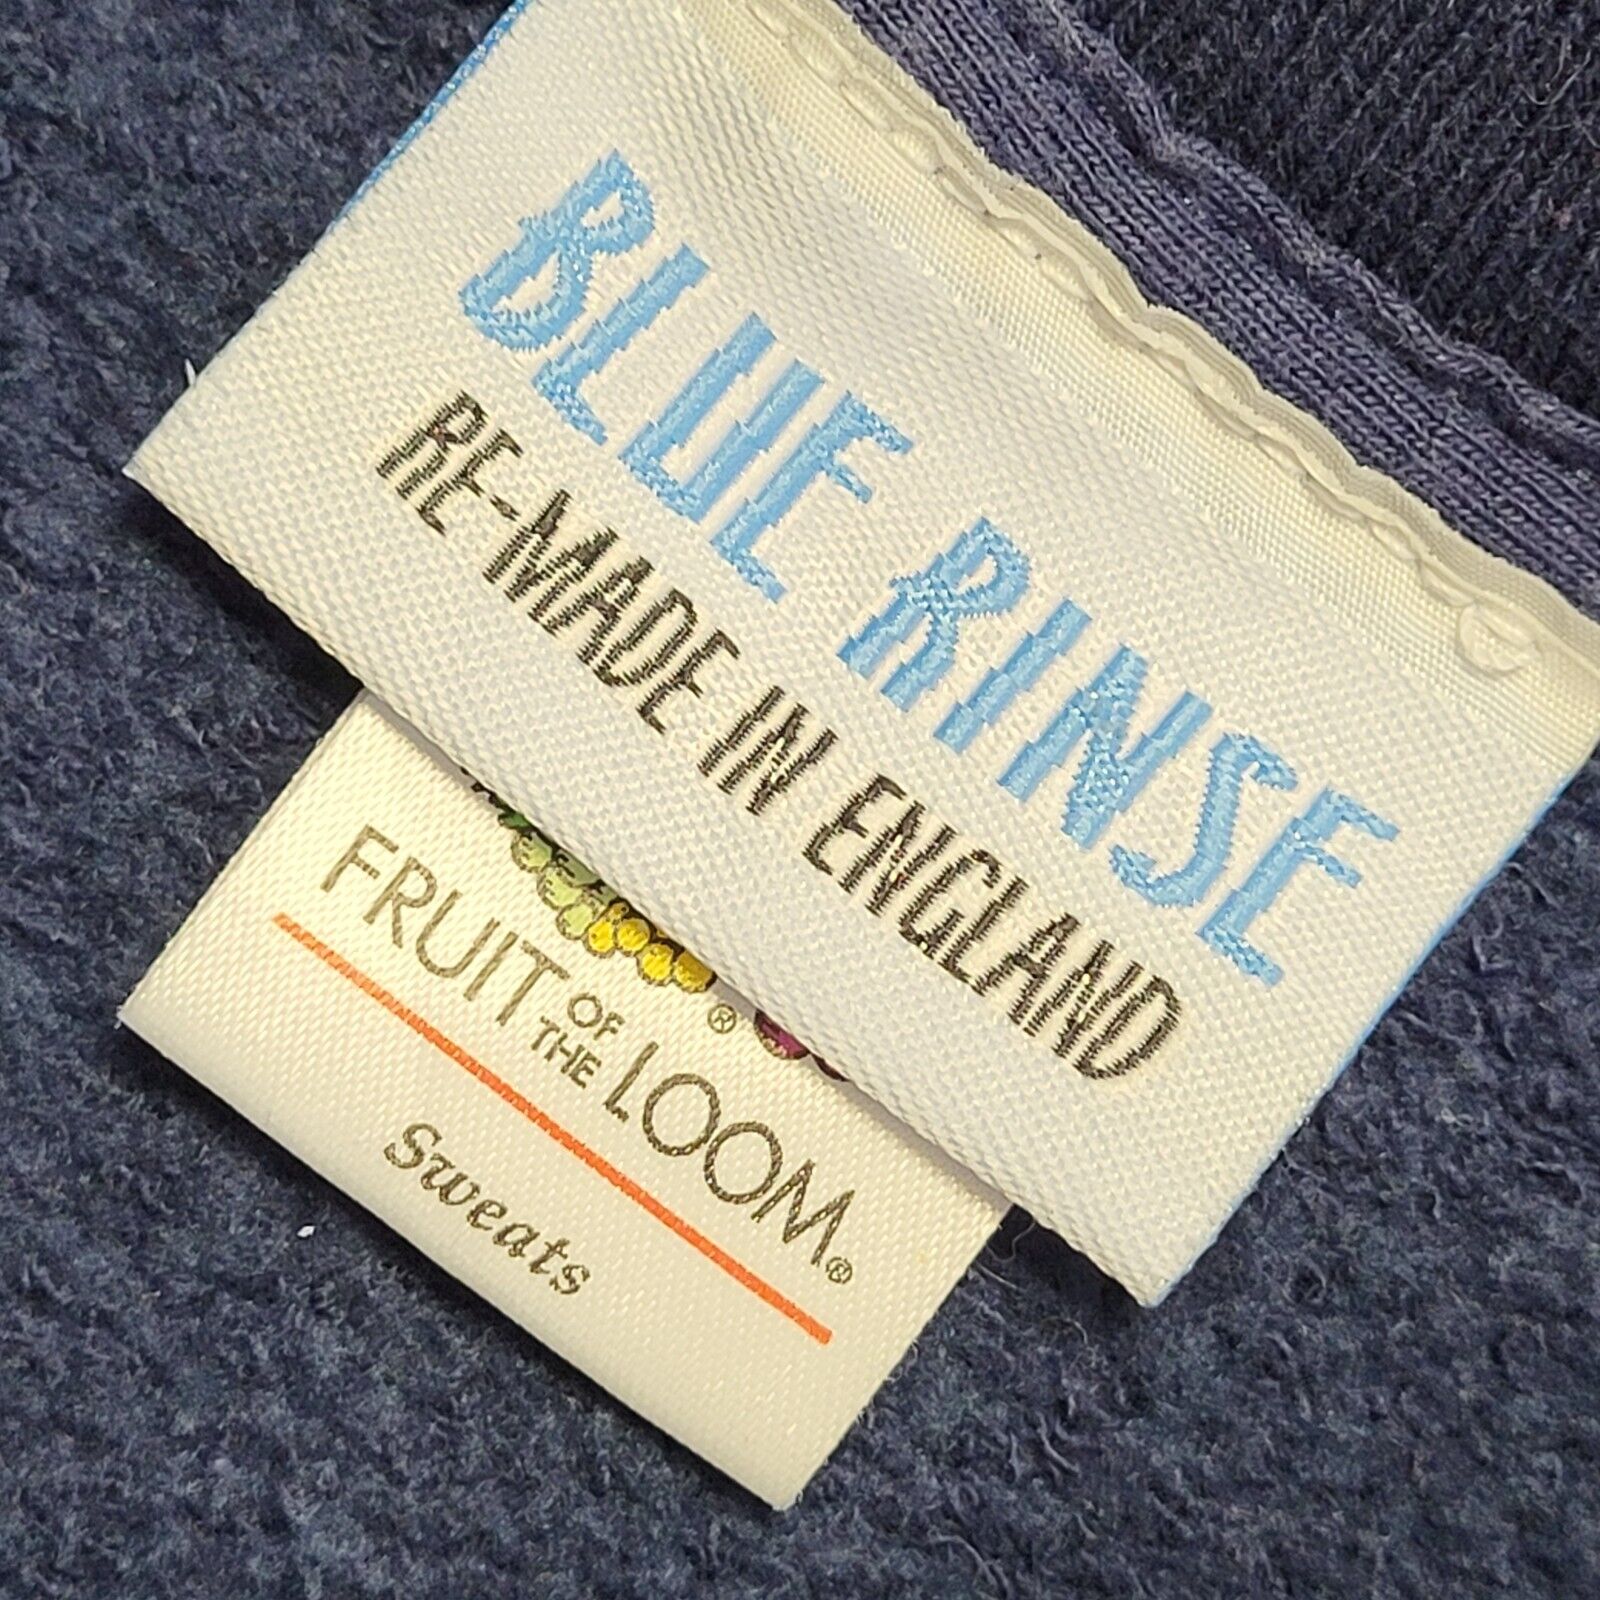 BLUE RINSE
RE-MADE IN ENGLAND
®
FRUIT OF THE LOOM®
Sweats